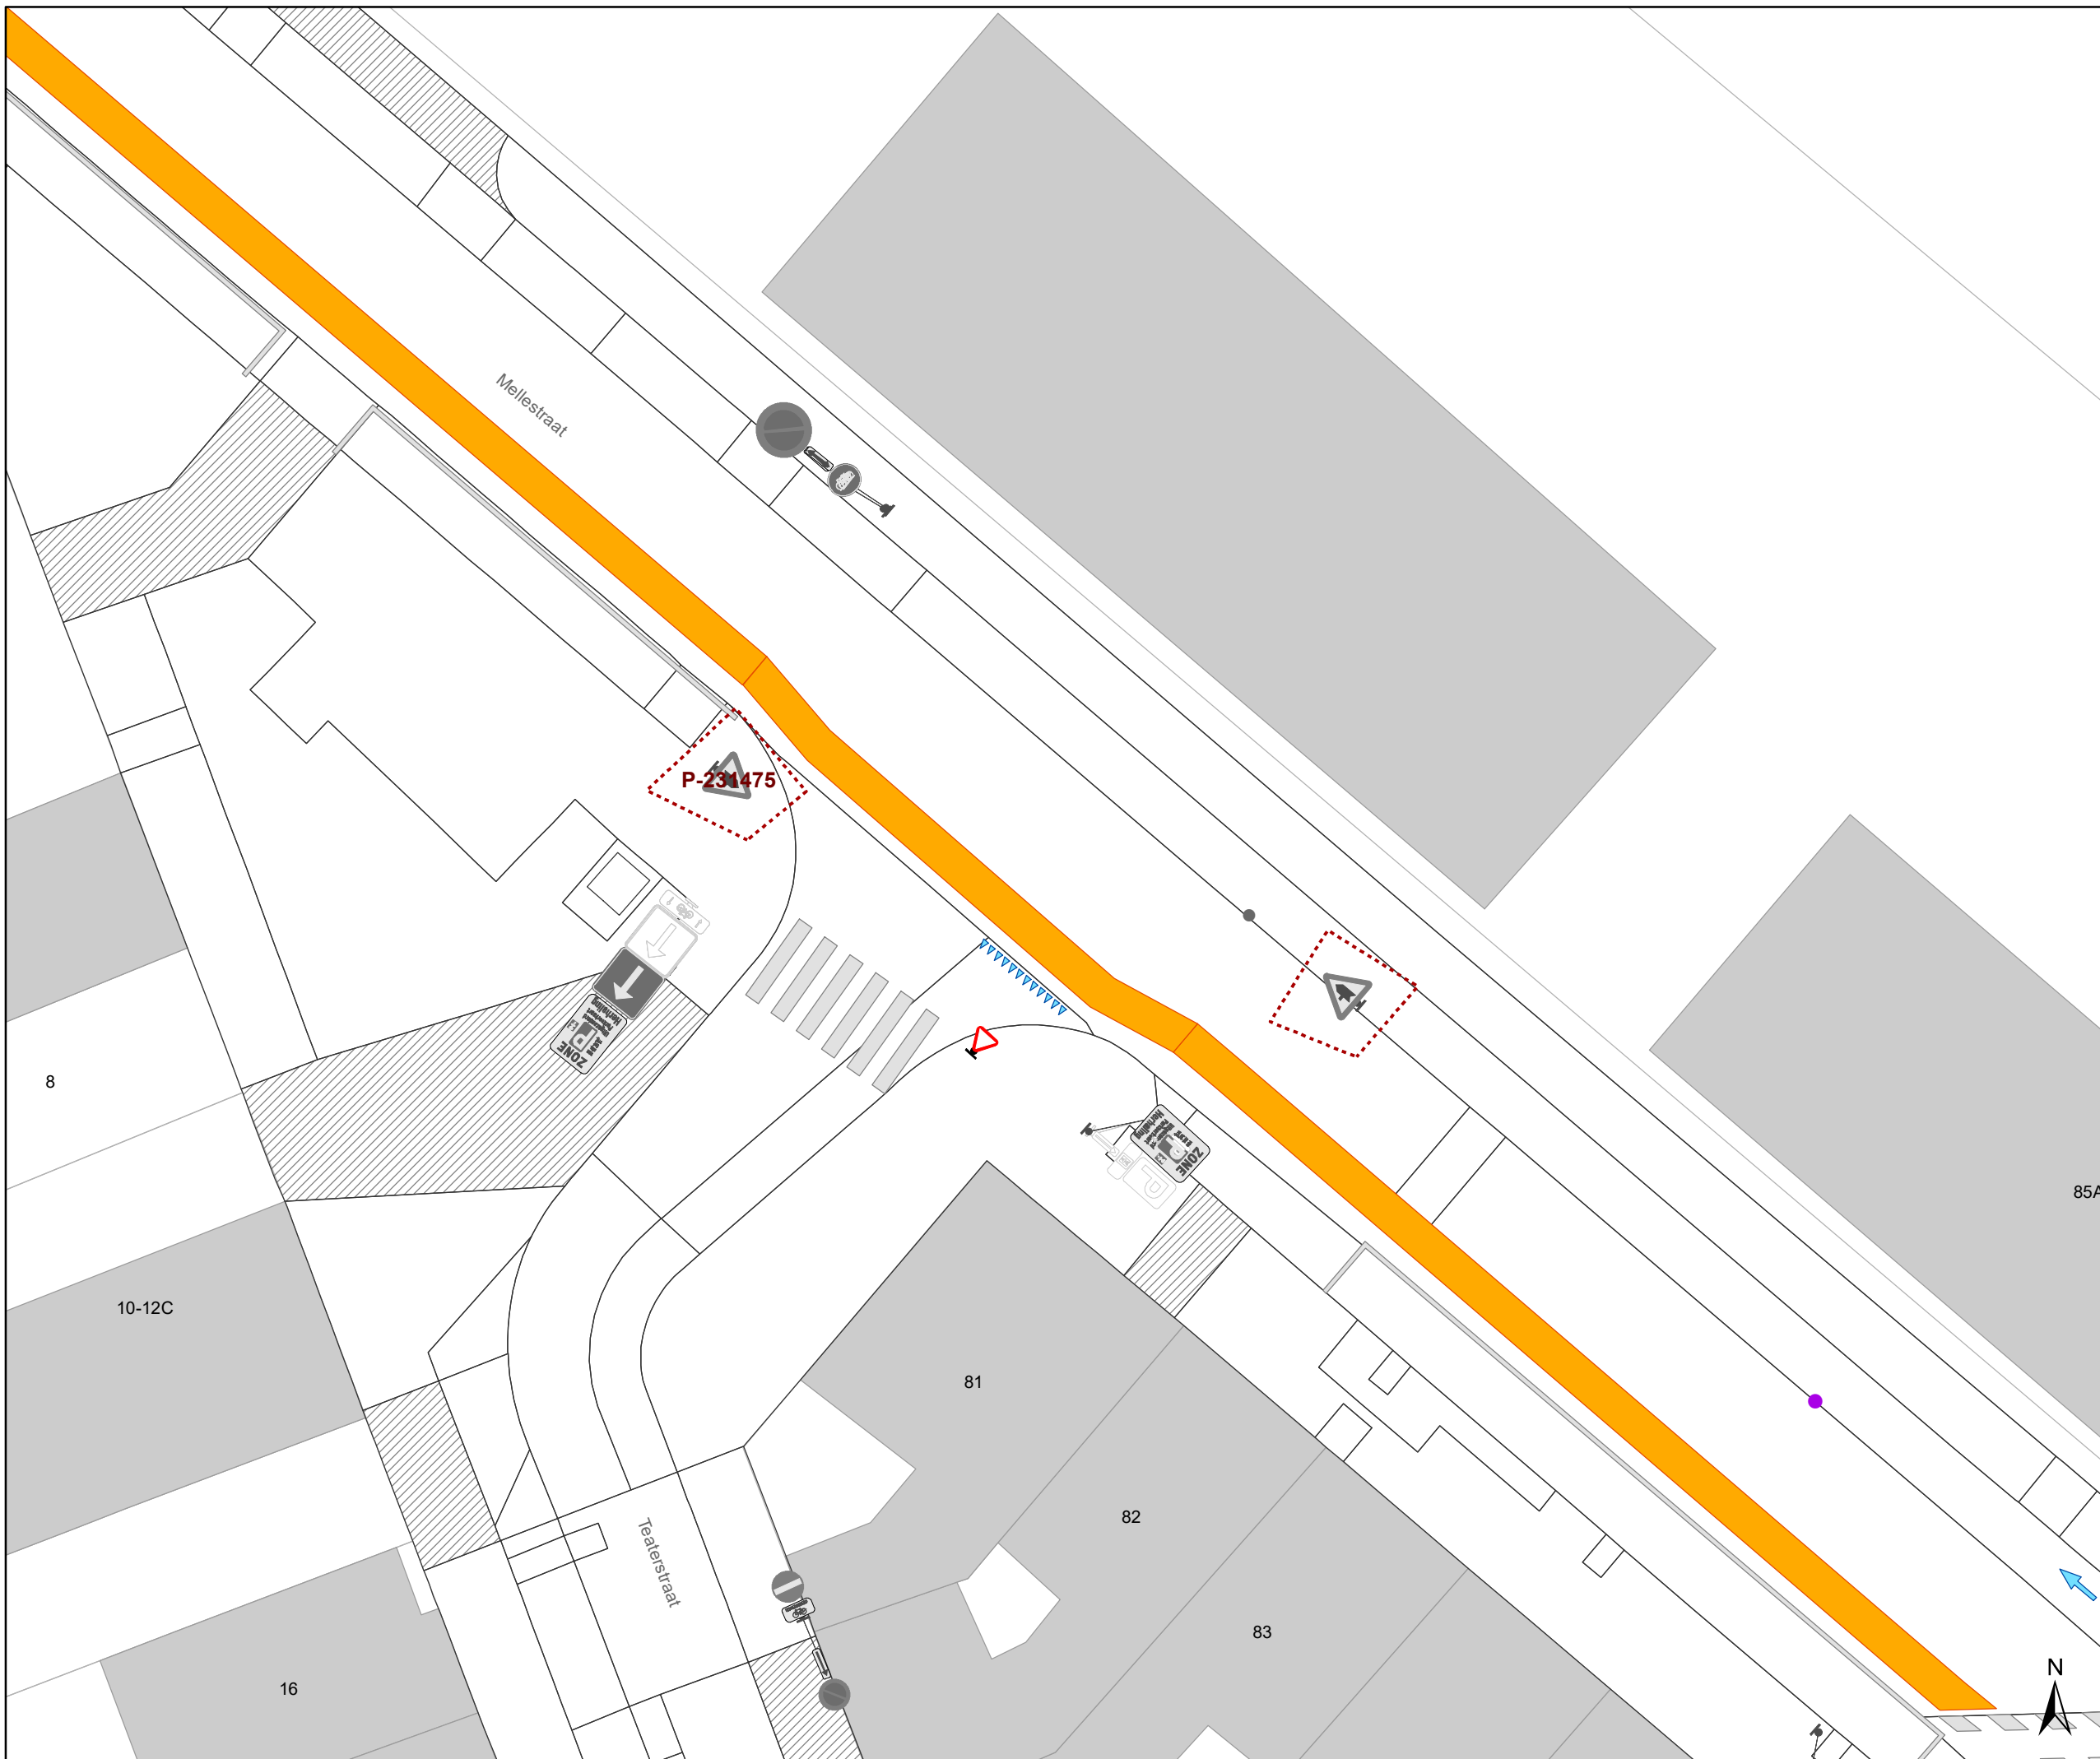 Mellestraat
P-231475
ZONE
P
ZONE
P
8
85A
10-12C
81
82
Teaterstraat
83
16
N